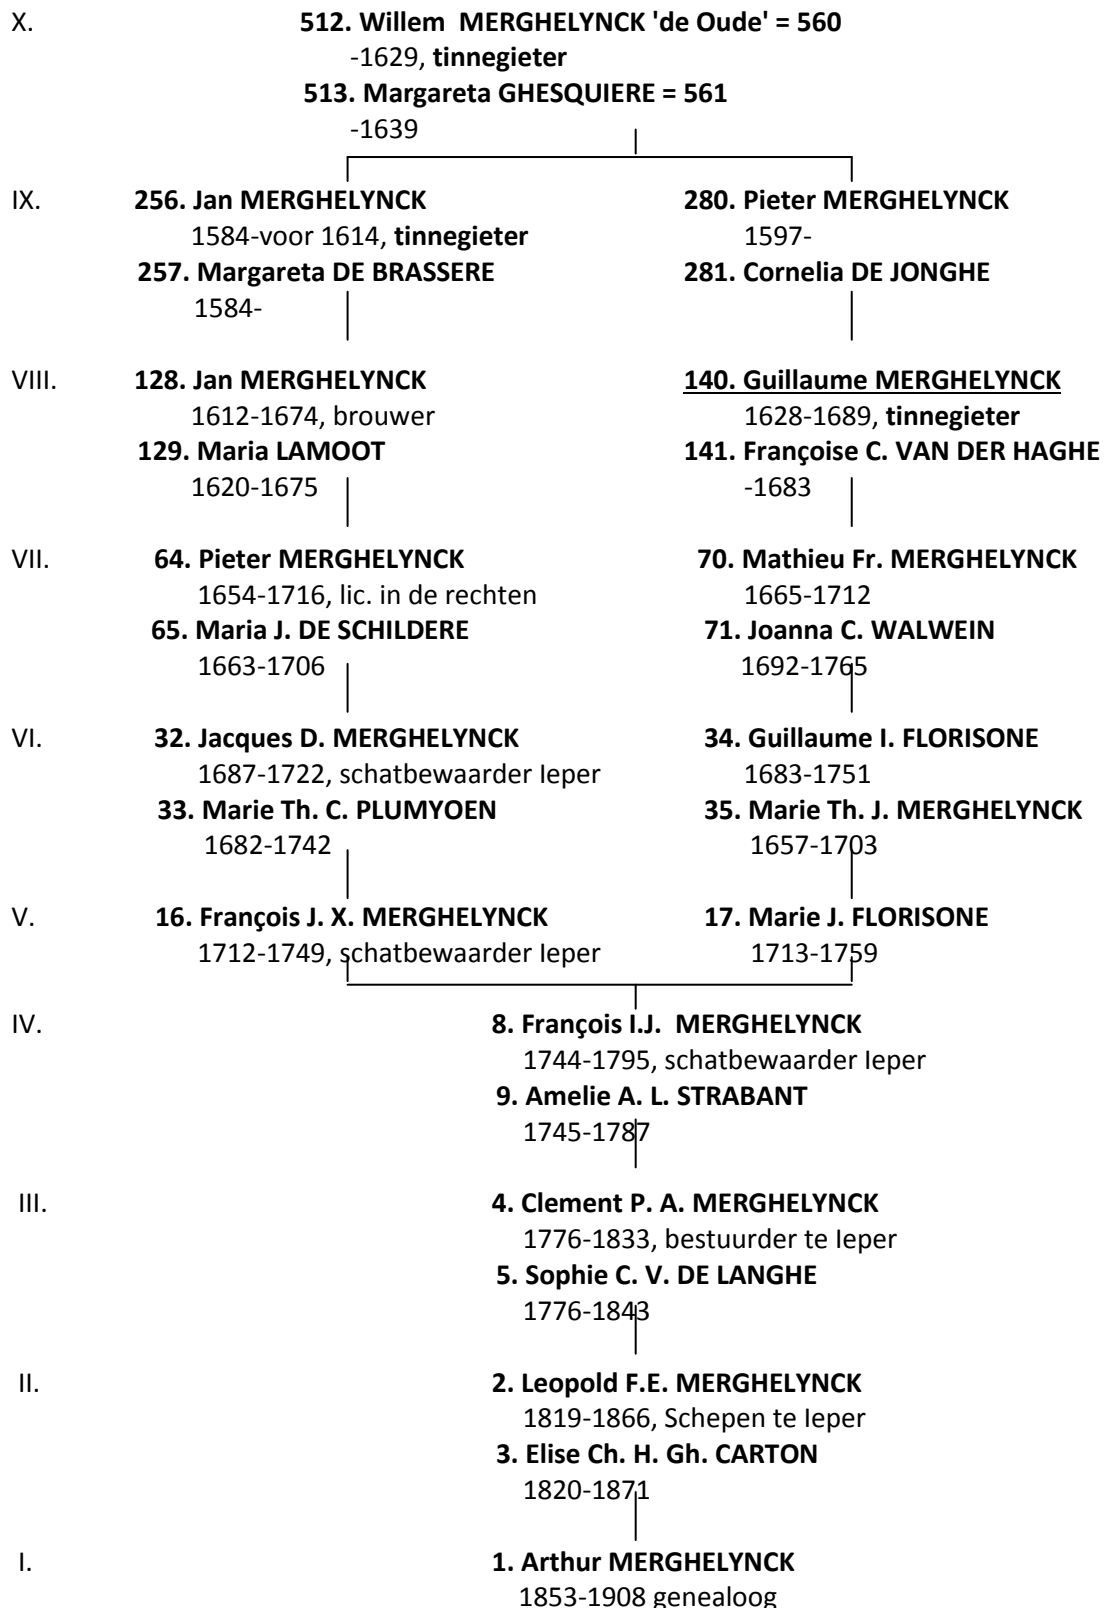 X. 512. Willem MERGHELYNCK 'de Oude' = 560
-1629, tinnegieter
513. Margareta GHESQUIERE = 561
-1639
IX. 256. Jan MERGHELYNCK 280. Pieter MERGHELYNCK
1584-voor 1614, tinnegieter 1597-
257. Margareta DE BRASSERE 281. Cornelia DE JONGHE
1584-
VIII. 128. Jan MERGHELYNCK 140. Guillaume MERGHELYNCK
1612-1674, brouwer 1628-1689, tinnegieter
129. Maria LAMOOT 141. Françoise C. VAN DER HAGHE
1620-1675 -1683
VII. 64. Pieter MERGHELYNCK 70. Mathieu Fr. MERGHELYNCK
1654-1716, lic. in de rechten 1665-1712
65. Maria J. DE SCHILDERE 71. Joanna C. WALWEIN
1663-1706 1692-1765
VI. 32. Jacques D. MERGHELYNCK 34. Guillaume I. FLORISONE
1687-1722, schatbewaarder Ieper 1683-1751
33. Marie Th. C. PLUMYOEN 35. Marie Th. J. MERGHELYNCK
1682-1742 1657-1703
V. 16. François J. X. MERGHELYNCK 17. Marie J. FLORISONE
1712-1749, schatbewaarder Ieper 1713-1759
IV. 8. François I.J. MERGHELYNCK
1744-1795, schatbewaarder Ieper
9. Amelie A. L. STRABANT
1745-1787
III. 4. Clement P. A. MERGHELYNCK
1776-1833, bestuurder te Ieper
5. Sophie C. V. DE LANGHE
1776-1843
II. 2. Leopold F.E. MERGHELYNCK
1819-1866, Schepen te Ieper
3. Elise Ch. H. Gh. CARTON
1820-1871
I. 1. Arthur MERGHELYNCK
1853-1908 genealoog